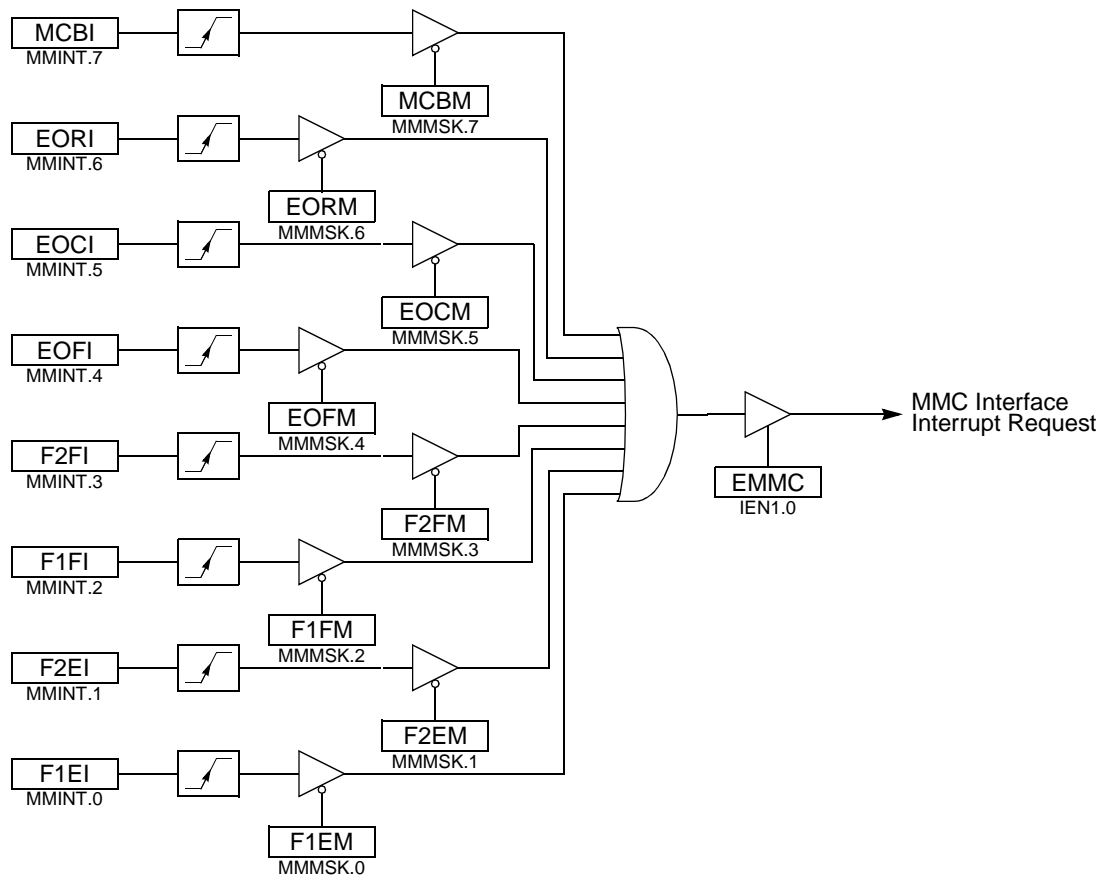 MCBI
MMINT.7
MCBM
MMMSK.7
EORI
MMINT.6
EORM
MMMSK.6
EOCI
MMINT.5
EOCM
MMMSK.5
EOFI
MMINT.4
EOFM
MMMSK.4
MMC Interface
Interrupt Request
F2FI
MMINT.3
EMMC
IEN1.0
F2FM
MMMSK.3
F1FI
MMINT.2
F1FM
MMMSK.2
F2EI
MMINT.1
F2EM
MMMSK.1
F1EI
MMINT.0
F1EM
MMMSK.0